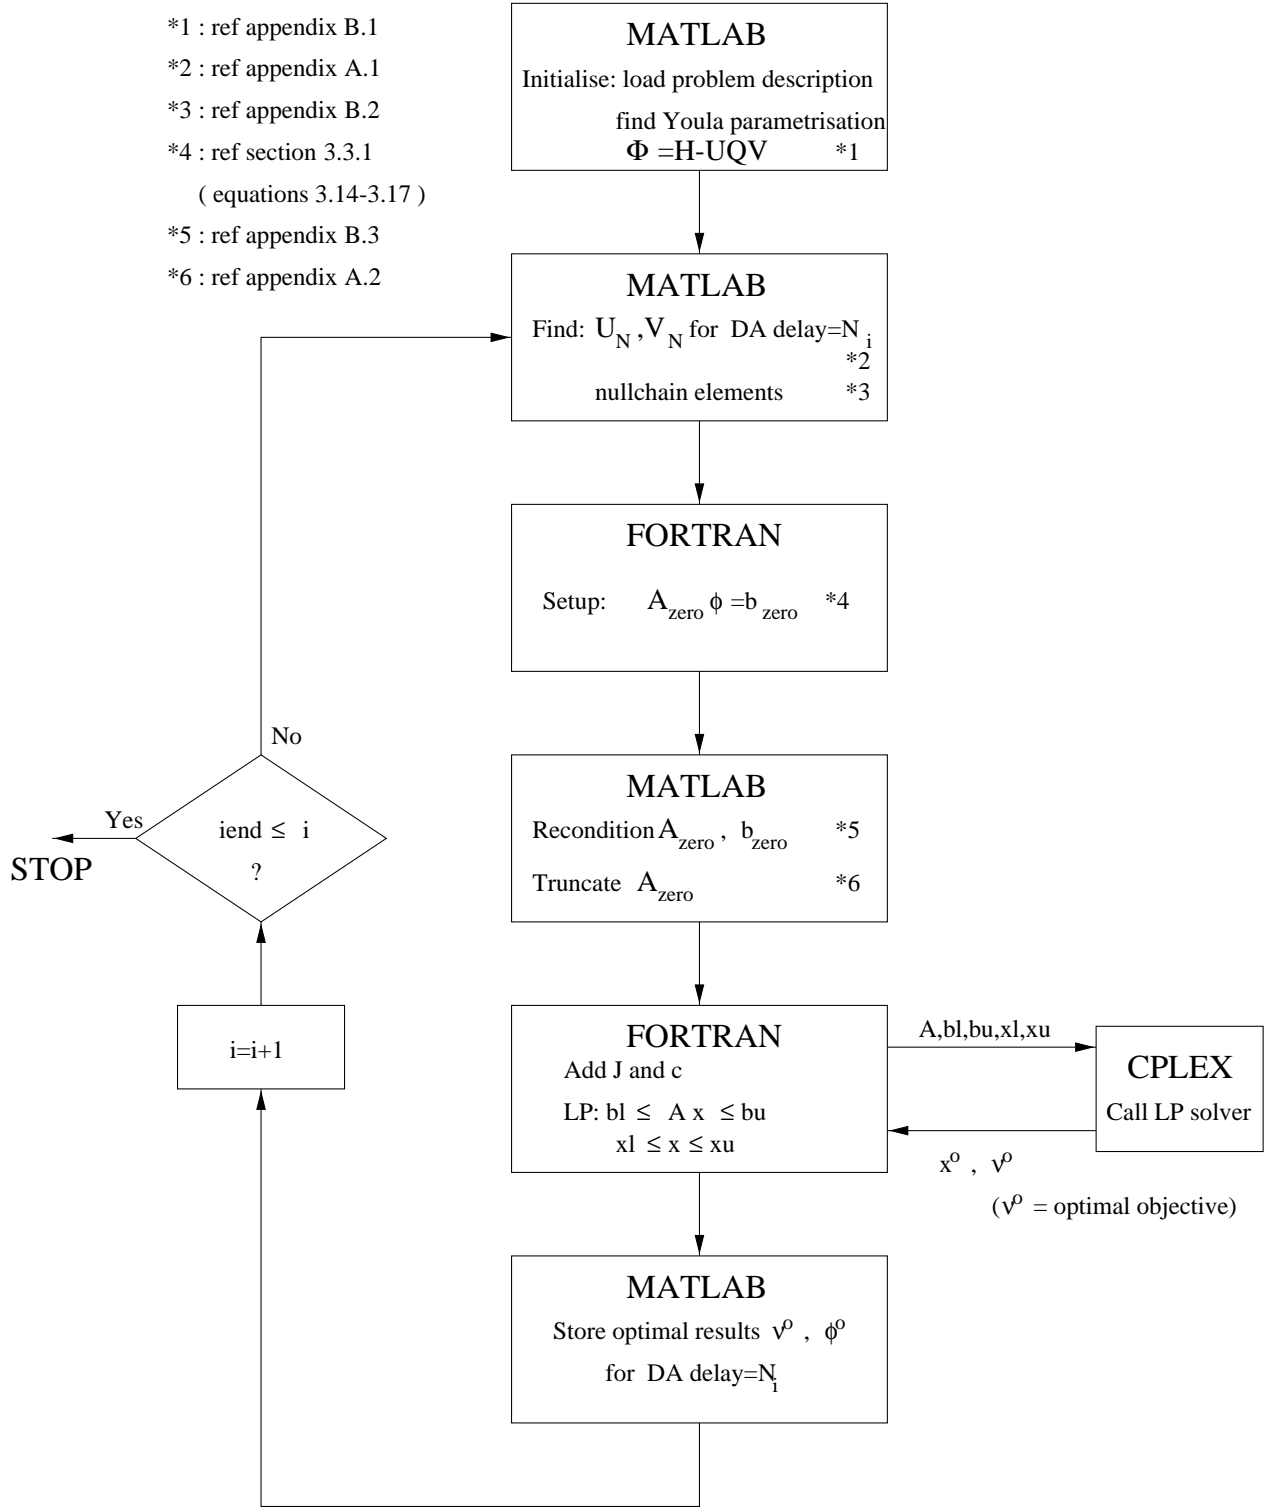 *1 : ref appendix B.1
*2 : ref appendix A.1
*3 : ref appendix B.2
*4 : ref section 3.3.1
( equations 3.14-3.17 )
*5 : ref appendix B.3
*6 : ref appendix A.2
MATLAB
Initialise: load problem description
find Youla parametrisation
Φ =H-UQV *1
MATLAB
Find: U_N ,V_N for DA delay=N_i
*2
nullchain elements *3
FORTRAN
Setup: A_zero ϕ =b_zero *4
MATLAB
Recondition A_zero , b_zero *5
Truncate A_zero *6
FORTRAN
Add J and c
LP: bl ≤ A x ≤ bu
xl ≤ x ≤ xu
A,bl,bu,xl,xu
CPLEX
Call LP solver
x^o , ν^o
(ν^o = optimal objective)
MATLAB
Store optimal results ν^o , ϕ^o
for DA delay=N_i
i=i+1
iend ≤ i
?
No
Yes
STOP